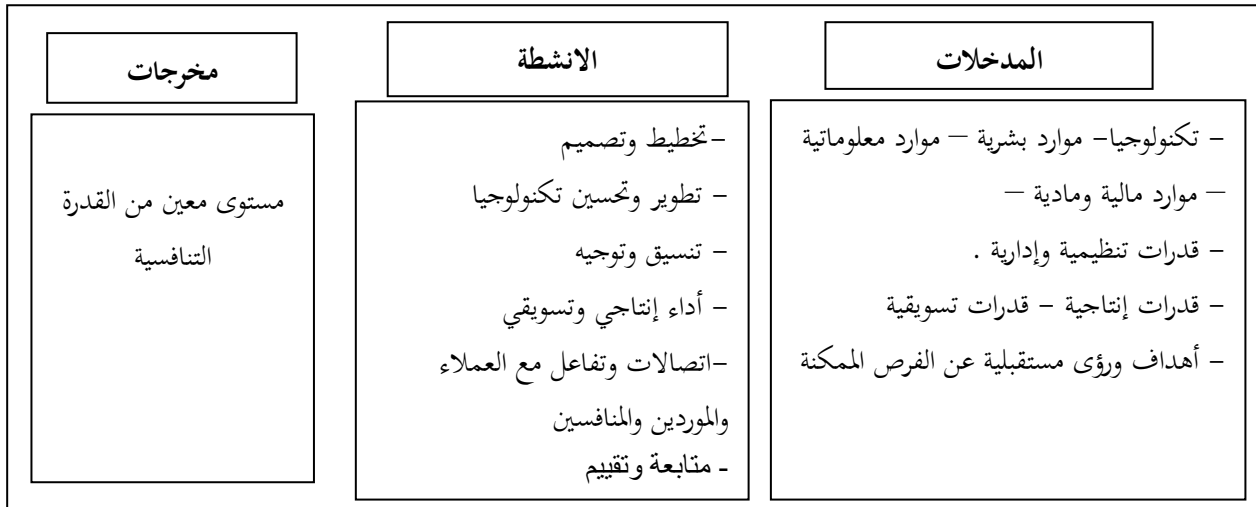 المدخلات
- تكنولوجيا- موارد بشرية – موارد معلوماتية
– موارد مالية ومادية –
- قدرات تنظيمية وإدارية .
- قدرات إنتاجية - قدرات تسويقية
- أهداف ورؤى مستقبلية عن الفرص الممكنة
الانشطة
-تخطيط وتصميم
- تطوير وتحسين تكنولوجيا
- تنسيق وتوجيه
- أداء إنتاجي وتسويقي
-اتصالات وتفاعل مع العملاء
والموردين والمنافسين
- متابعة وتقييم
مخرجات
مستوى معين من القدرة
التنافسية